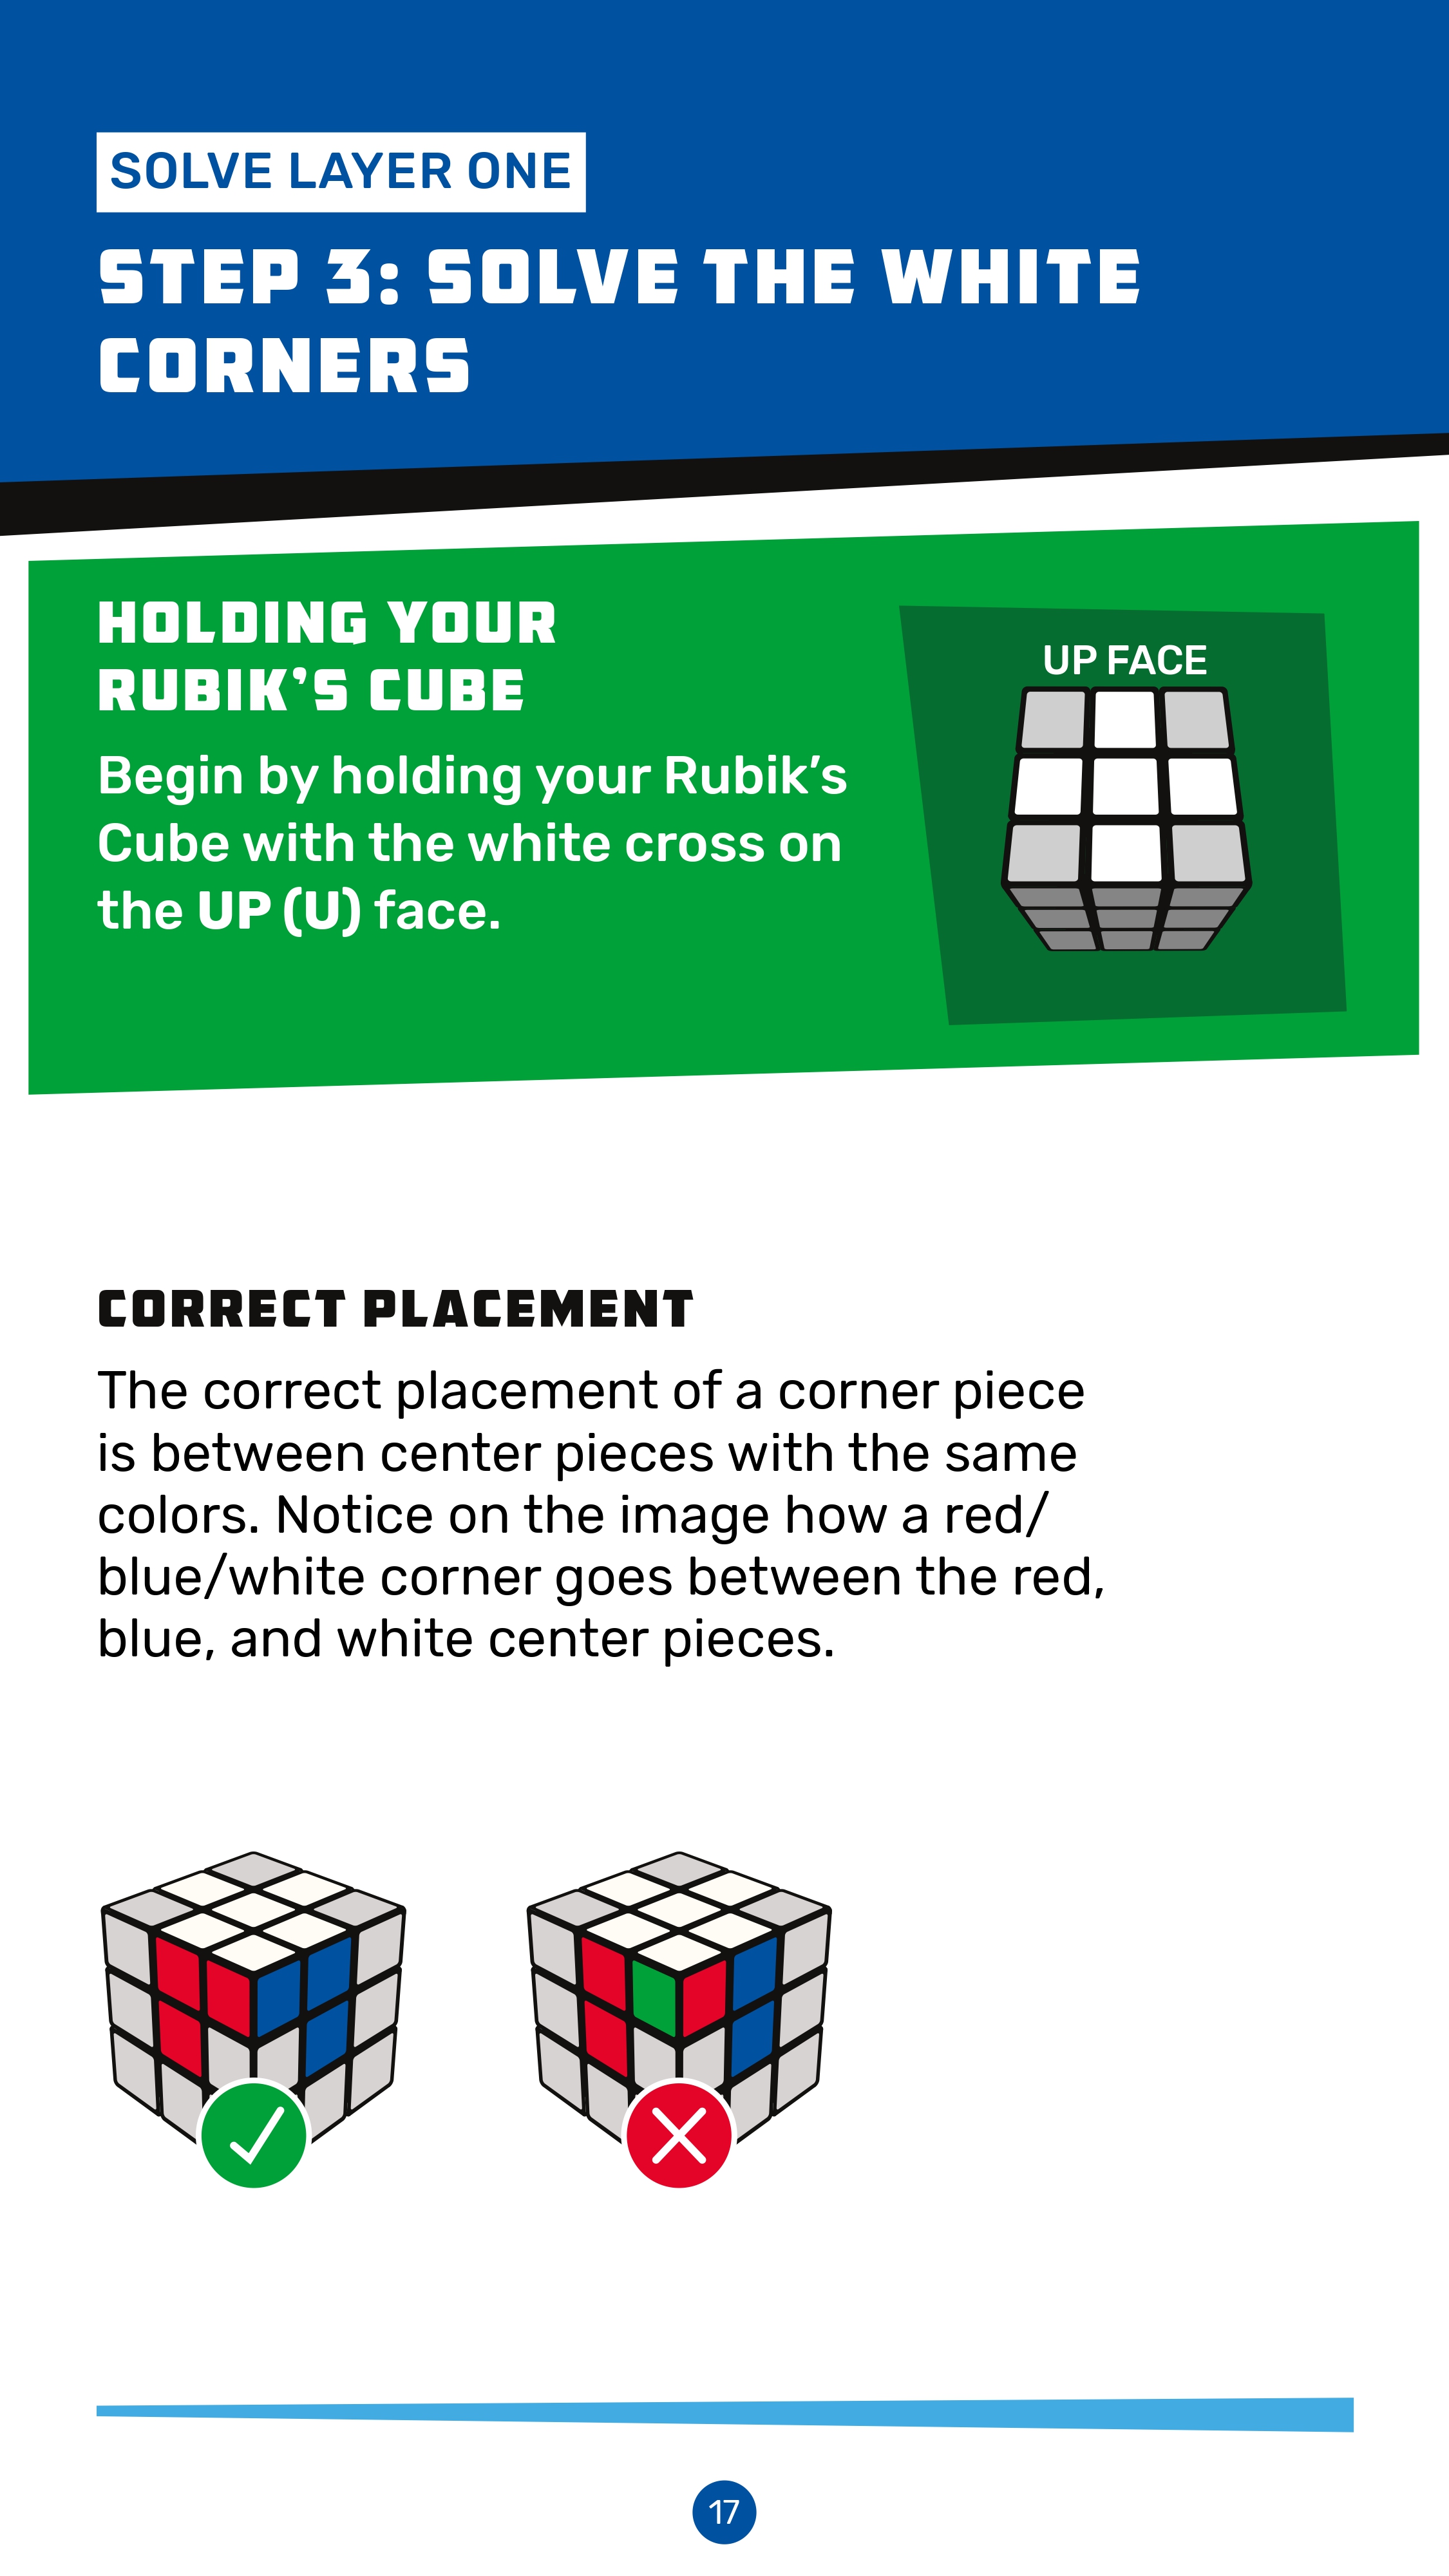 SOLVE LAYER ONE
STEP 3: SOLVE THE WHITE
CORNERS
HOLDING YOUR
RUBIK'S CUBE
Begin by holding your Rubik's
Cube with the white cross on
the UP (U) face.
UP FACE
CORRECT PLACEMENT
The correct placement of a corner piece
is between center pieces with the same
colors. Notice on the image how a red/
blue/white corner goes between the red,
blue, and white center pieces.
17